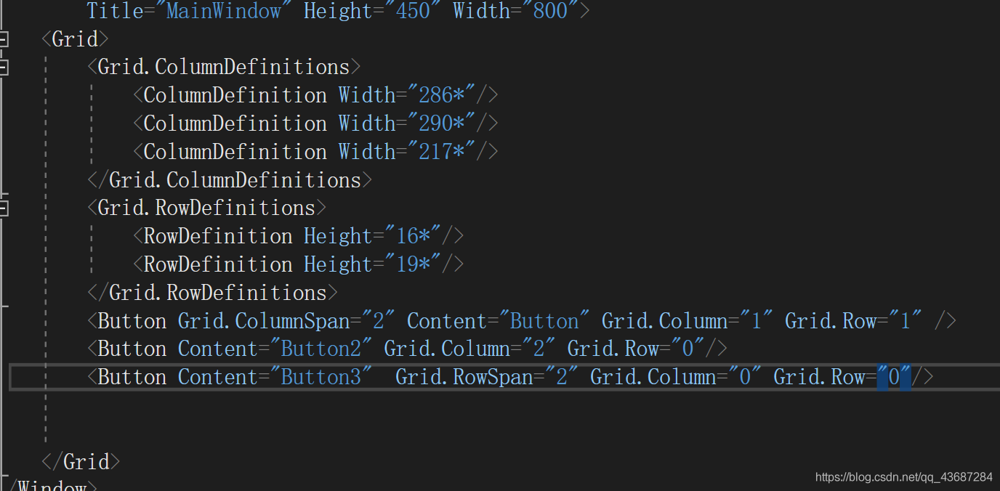 Title="MainWindow" Height="450" Width="800">
<Grid>
<Grid.ColumnDefinitions>
<ColumnDefinition Width="286*"/>
<ColumnDefinition Width="290*"/>
<ColumnDefinition Width="217*"/>
</Grid.ColumnDefinitions>
<Grid.RowDefinitions>
<RowDefinition Height="16*"/>
<RowDefinition Height="19*"/>
</Grid.RowDefinitions>
<Button Grid.ColumnSpan="2" Content="Button" Grid.Column="1" Grid.Row="1" />
<Button Content="Button2" Grid.Column="2" Grid.Row="0"/>
<Button Content="Button3"  Grid.RowSpan="2" Grid.Column="0" Grid.Row="0"/>
</Grid>
/Window>
https://blog.csdn.net/qq_43687284